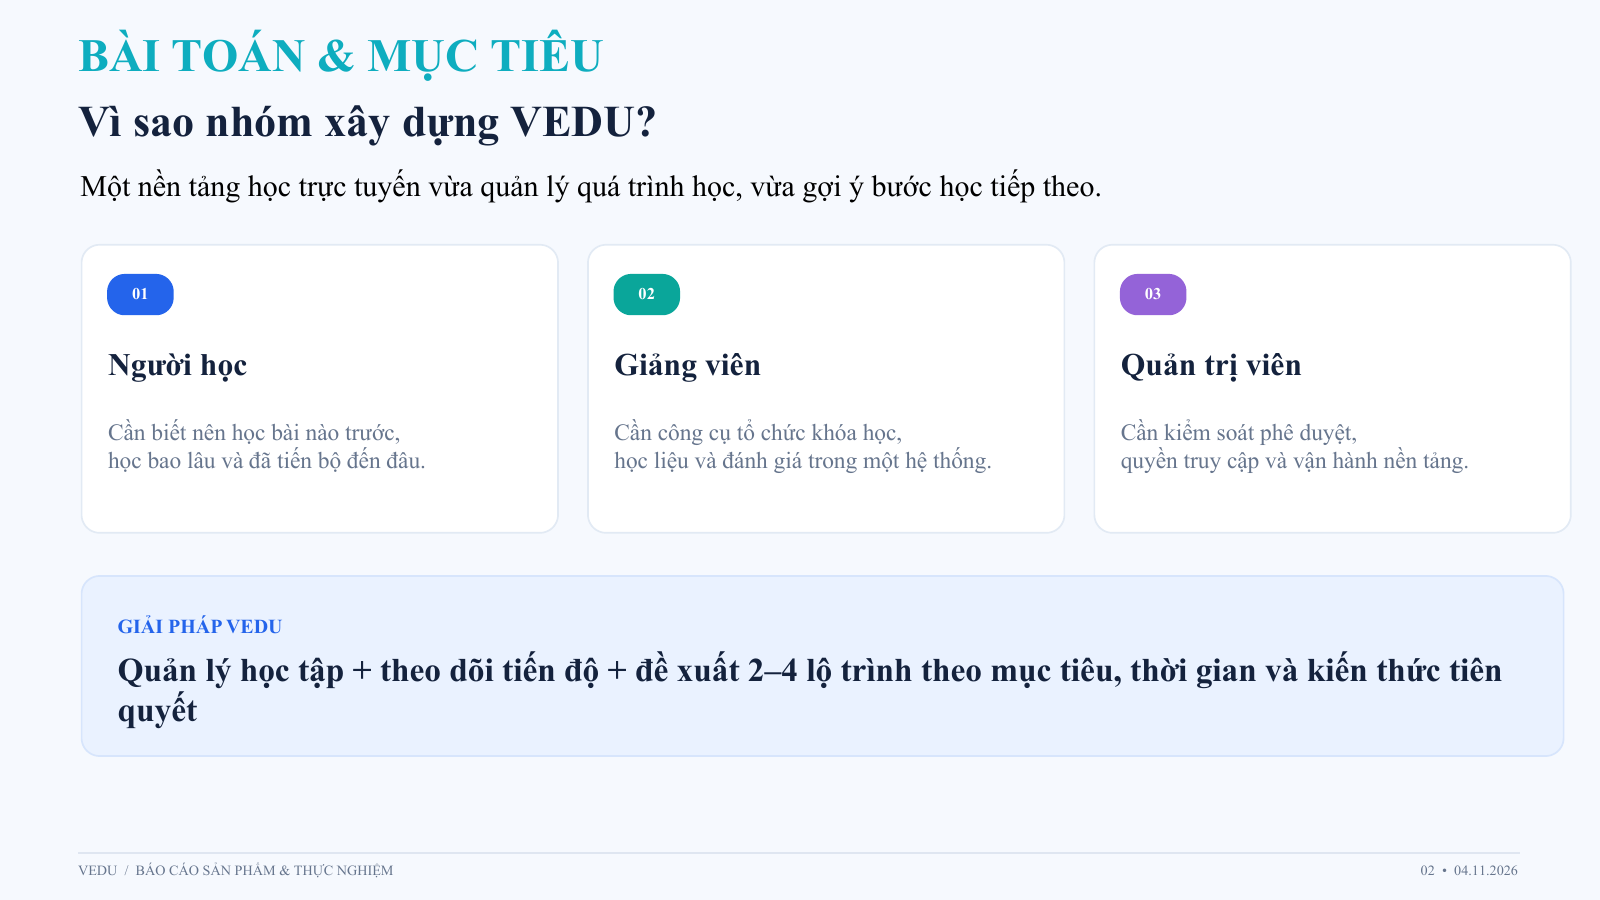 BÀI TOÁN & MỤC TIÊU
Vì sao nhóm xây dựng VEDU?
Một nền tảng học trực tuyến vừa quản lý quá trình học, vừa gợi ý bước học tiếp theo.
01
Người học
Cần biết nên học bài nào trước,
học bao lâu và đã tiến bộ đến đâu.
02
Giảng viên
Cần công cụ tổ chức khóa học,
học liệu và đánh giá trong một hệ thống.
03
Quản trị viên
Cần kiểm soát phê duyệt,
quyền truy cập và vận hành nền tảng.
GIẢI PHÁP VEDU
Quản lý học tập + theo dõi tiến độ + đề xuất 2–4 lộ trình theo mục tiêu, thời gian và kiến thức tiên
quyết
VEDU / BÁO CÁO SẢN PHẨM & THỰC NGHIỆM
02 • 04.11.2026